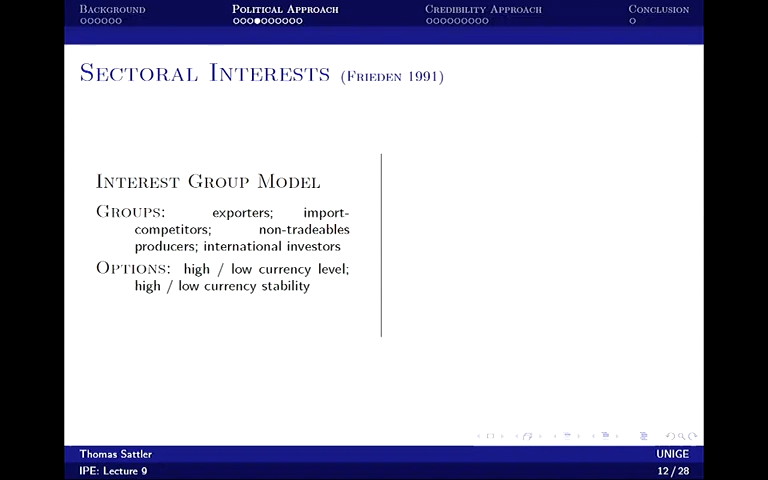 Background Political Approach Credibility Approach Conclusion
Sectoral Interests (Frieden 1991)
Interest Group Model
Groups: exporters; import-
competitors; non-tradeables
producers; international investors
Options: high / low currency level;
high / low currency stability
Thomas Sattler UNIGE
IPE: Lecture 9 12 / 28